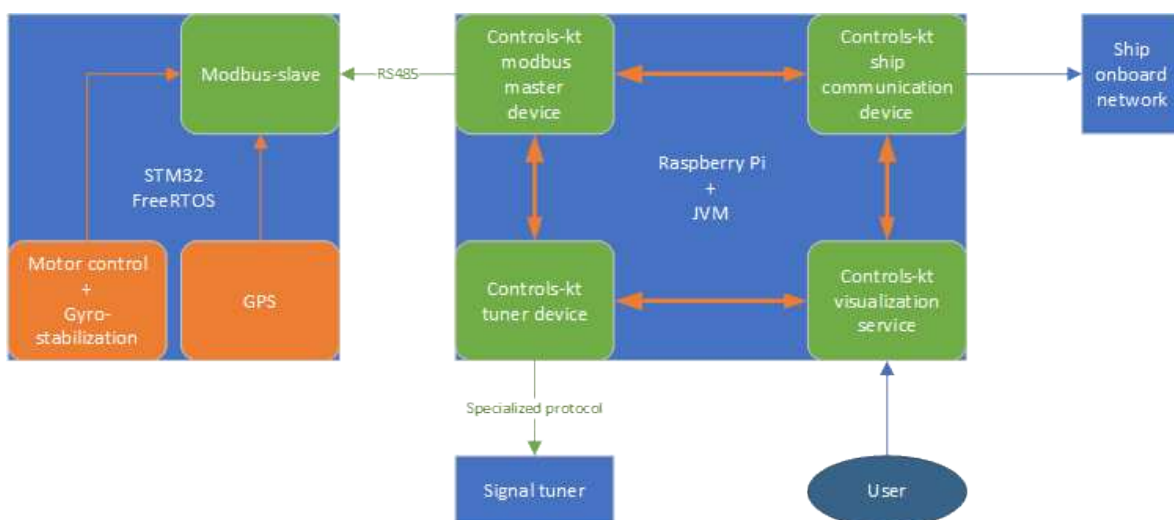 Modbus-slave
STM32
FreeRTOS
Motor control
+
Gyro-
stabilization
GPS
RS485
Controls-kt
modbus
master
device
Controls-kt
ship
communication
device
Raspberry Pi
+
JVM
Controls-kt
tuner device
Controls-kt
visualization
service
Ship
onboard
network
Specialized protocol
Signal tuner
User